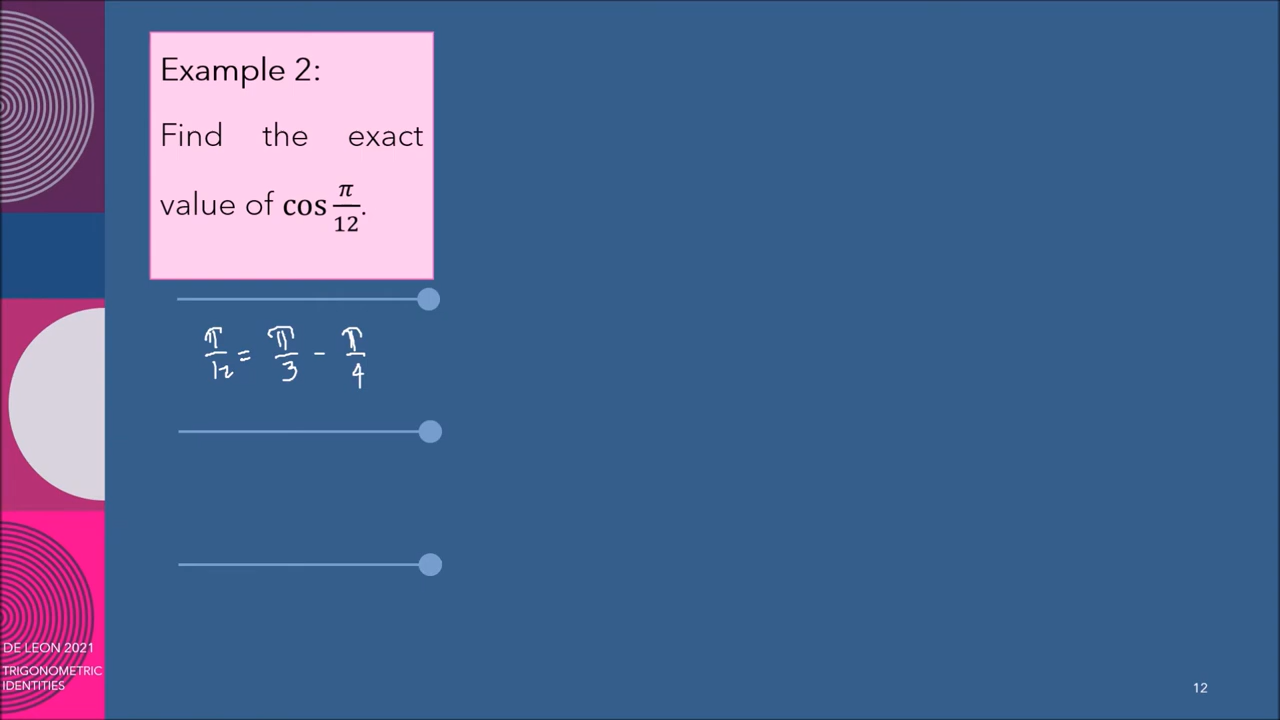 Example 2:
Find the exact
value of cos π/12.
π/12 = π/3 - π/4
DE LEON 2021
TRIGONOMETRIC
IDENTITIES
12